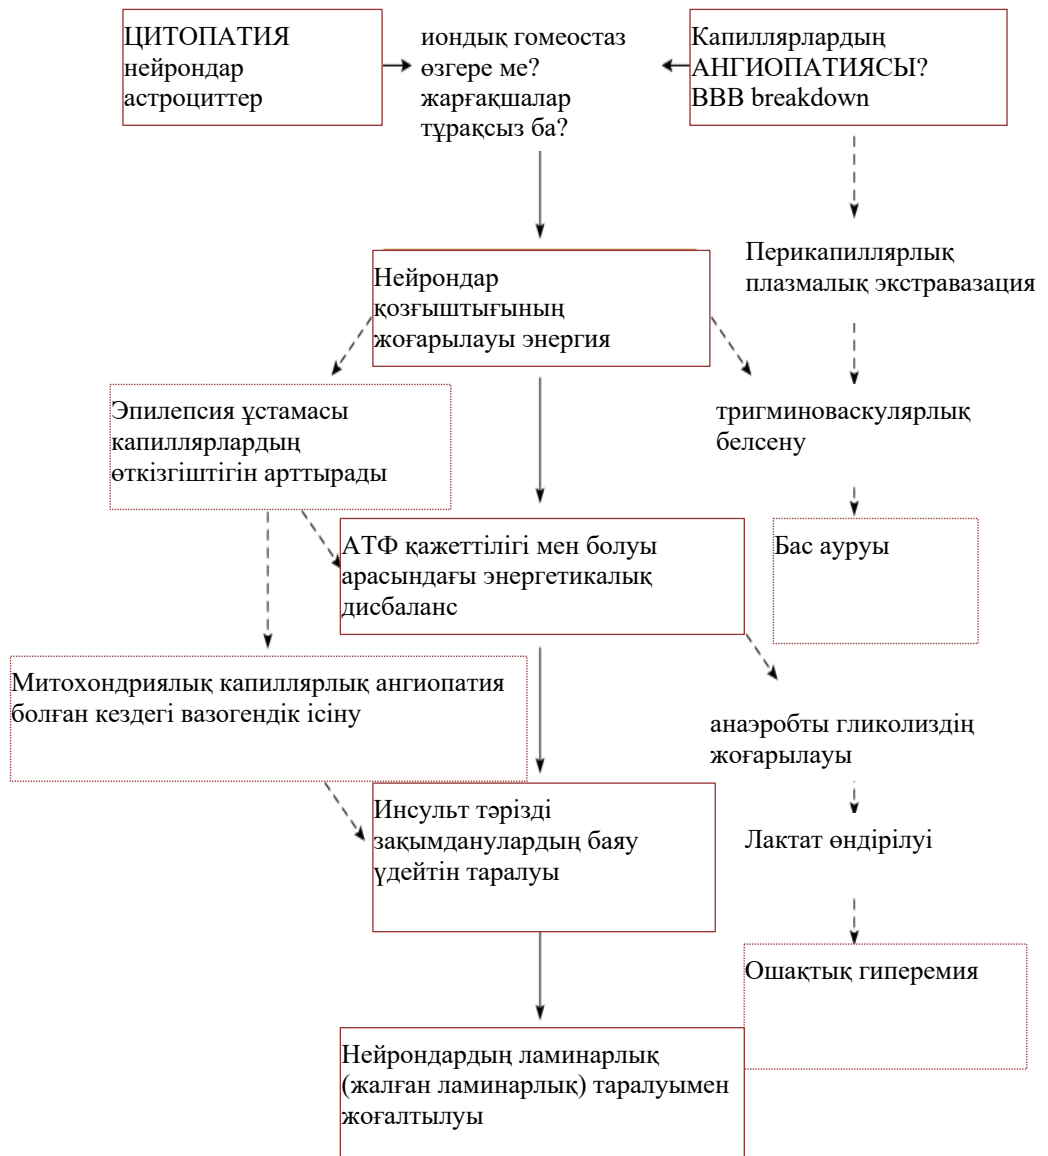 ЦИТОПАТИЯ
нейрондар
астроциттер
иондық гомеостаз
өзгере ме?
жарғақшалар
тұрақсыз ба?
Капиллярлардың
АНГИОПАТИЯСЫ?
BBB breakdown
Перикапиллярлық
плазмалық экстравазация
Нейрондар
қозғыштығының
жоғарылауы энергия
Эпилепсия ұстамасы
капиллярлардың
өткізгіштігін арттырады
тригминоваскулярлық
белсену
АТФ қажеттілігі мен болуы
арасындағы энергетикалық
дисбаланс
Бас ауруы
Митохондриялық капиллярлық ангиопатия
болған кездегі вазогендік ісіну
анаэробты гликолиздің
жоғарылауы
Инсульт тәрізді
зақымданулардың баяу
үдейтін таралуы
Лактат өндірілуі
Ошақтық гиперемия
Нейрондардың ламинарлық
(жалған ламинарлық) таралуымен
жоғалтылуы